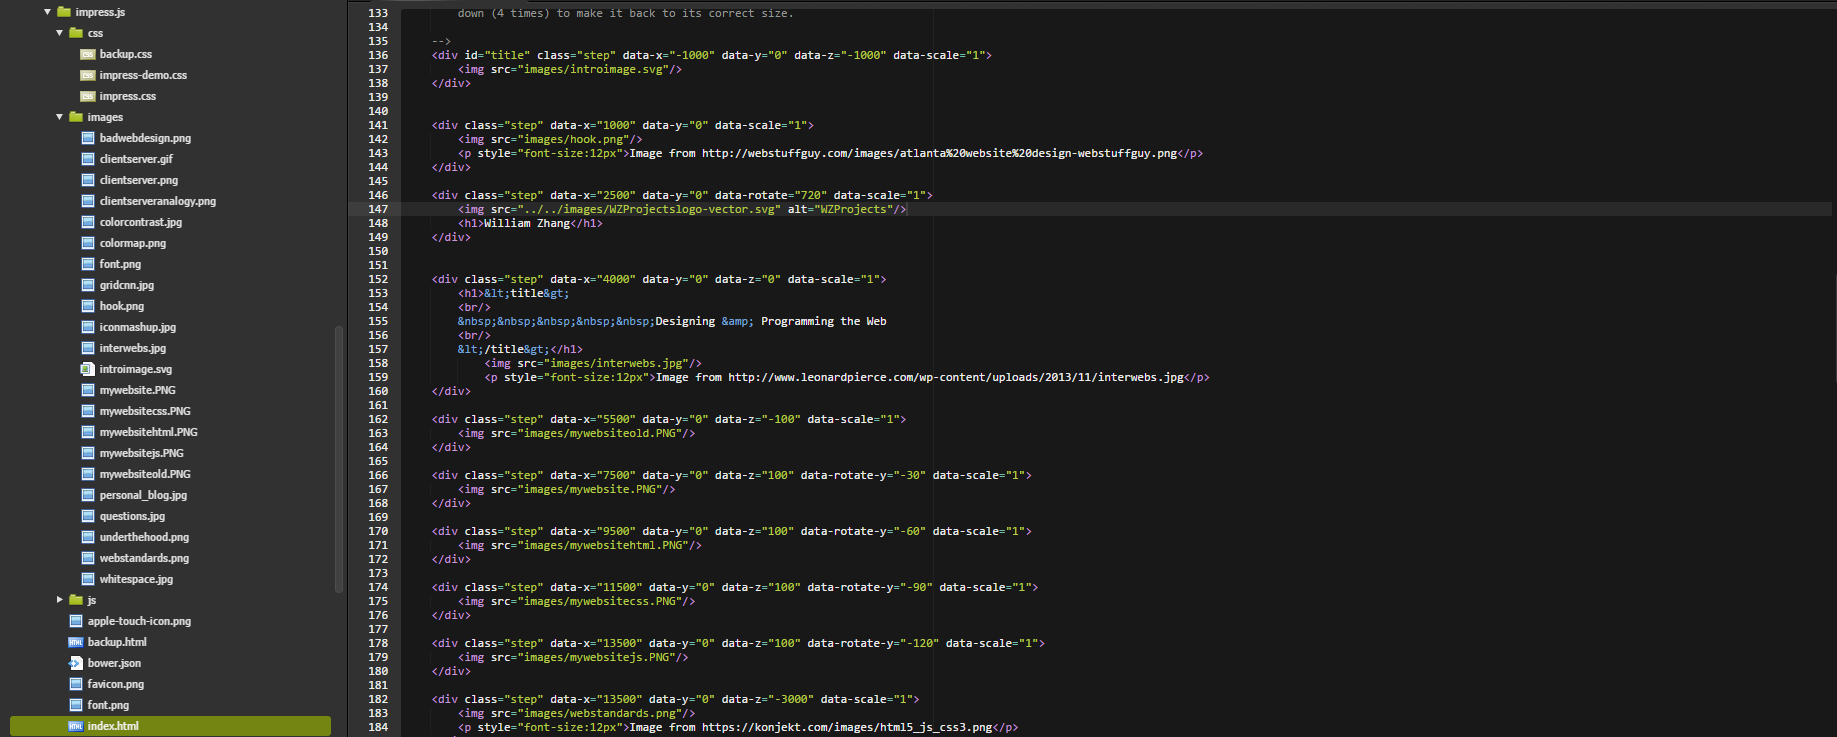 impress.js
css
backup.css
impress-demo.css
impress.css
images
badwebdesign.png
clientserver.gif
clientserver.png
clientserveranalogy.png
colorcontrast.jpg
colormap.png
font.png
gridcnn.jpg
hook.png
iconmashup.jpg
interwebs.jpg
introimage.svg
mywebsite.PNG
mywebsitecss.PNG
mywebsitehtml.PNG
mywebsitejs.PNG
mywebsiteold.PNG
personal_blog.jpg
questions.jpg
underthehood.png
webstandards.png
whitespace.jpg
js
apple-touch-icon.png
backup.html
bower.json
favicon.png
font.png
index.html
133 down (4 times) to make it back to its correct size.
134
135 -->
136 <div id="title" class="step" data-x="-1000" data-y="0" data-z="-1000" data-scale="1">
137 <img src="images/introimage.svg"/>
138 </div>
139
140
141 <div class="step" data-x="1000" data-y="0" data-scale="1">
142 <img src="images/hook.png"/>
143 <p style="font-size:12px">Image from http://webstuffguy.com/images/atlanta%20website%20design-webstuffguy.png</p>
144 </div>
145
146 <div class="step" data-x="2500" data-y="0" data-rotate="720" data-scale="1">
147 <img src="../../images/WZProjectslogo-vector.svg" alt="WZProjects"/>
148 <h1>William Zhang</h1>
149 </div>
150
151
152 <div class="step" data-x="4000" data-y="0" data-z="0" data-scale="1">
153 <h1>&lt;title&gt;
154 <br/>
155 &nbsp;&nbsp;&nbsp;&nbsp;&nbsp;Designing &amp; Programming the Web
156 <br/>
157 &lt;/title&gt;</h1>
158 <img src="images/interwebs.jpg"/>
159 <p style="font-size:12px">Image from http://www.leonardpierce.com/wp-content/uploads/2013/11/interwebs.jpg</p>
160 </div>
161
162 <div class="step" data-x="5500" data-y="0" data-z="-100" data-scale="1">
163 <img src="images/mywebsiteold.PNG"/>
164 </div>
165
166 <div class="step" data-x="7500" data-y="0" data-z="100" data-rotate-y="-30" data-scale="1">
167 <img src="images/mywebsite.PNG"/>
168 </div>
169
170 <div class="step" data-x="9500" data-y="0" data-z="100" data-rotate-y="-60" data-scale="1">
171 <img src="images/mywebsitehtml.PNG"/>
172 </div>
173
174 <div class="step" data-x="11500" data-y="0" data-z="100" data-rotate-y="-90" data-scale="1">
175 <img src="images/mywebsitecss.PNG"/>
176 </div>
177
178 <div class="step" data-x="13500" data-y="0" data-z="100" data-rotate-y="-120" data-scale="1">
179 <img src="images/mywebsitejs.PNG"/>
180 </div>
181
182 <div class="step" data-x="13500" data-y="0" data-z="-3000" data-scale="1">
183 <img src="images/webstandards.png"/>
184 <p style="font-size:12px">Image from https://konjekt.com/images/html5_js_css3.png</p>